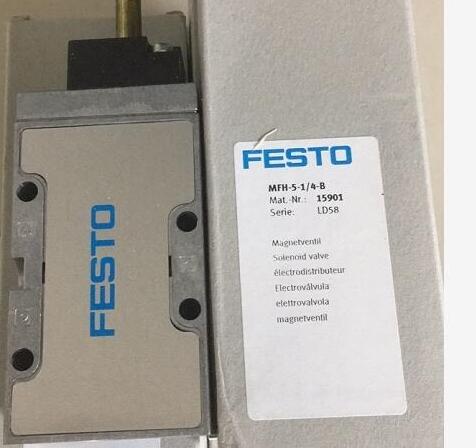 FESTO
FESTO
MFH-5-1/4-B
Mat.-Nr.: 15901
Serie: LD58
Magnetventil
Solenoid valve
électrodistributeur
Electroválvula
elettrovalvola
magnetventil